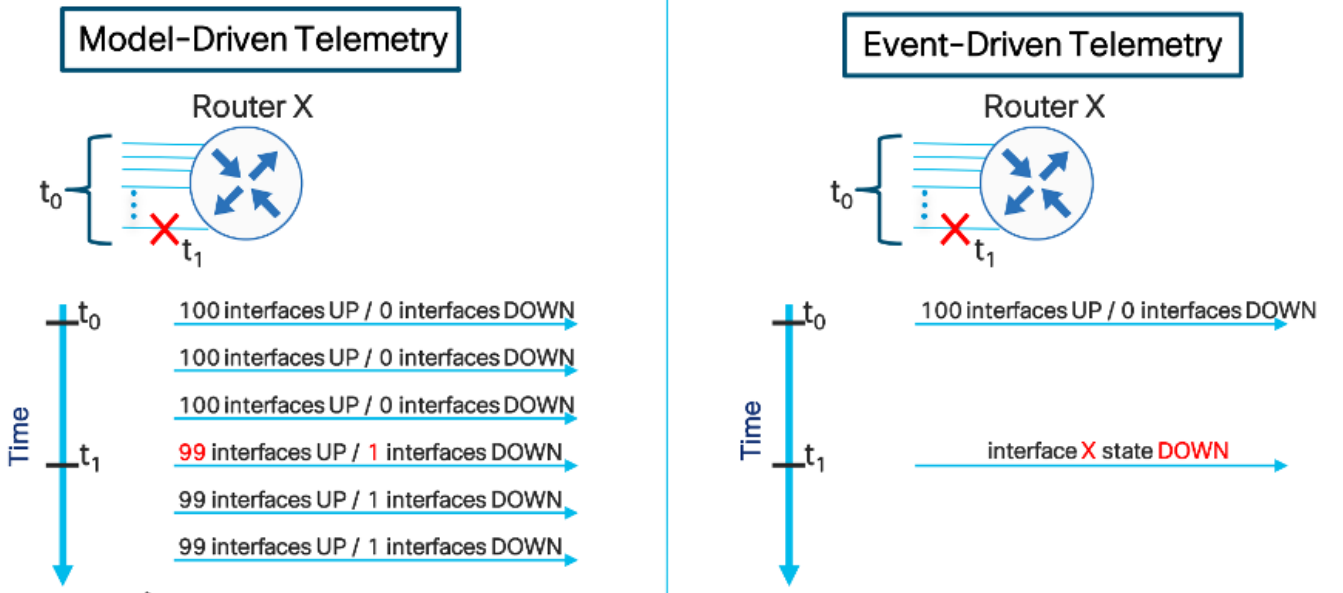 Model-Driven Telemetry
Router X
t0
t1
Time
t0
100 interfaces UP / 0 interfaces DOWN
100 interfaces UP / 0 interfaces DOWN
100 interfaces UP / 0 interfaces DOWN
t1
99 interfaces UP / 1 interfaces DOWN
99 interfaces UP / 1 interfaces DOWN
99 interfaces UP / 1 interfaces DOWN
Event-Driven Telemetry
Router X
t0
t1
Time
t0
100 interfaces UP / 0 interfaces DOWN
t1
interface X state DOWN